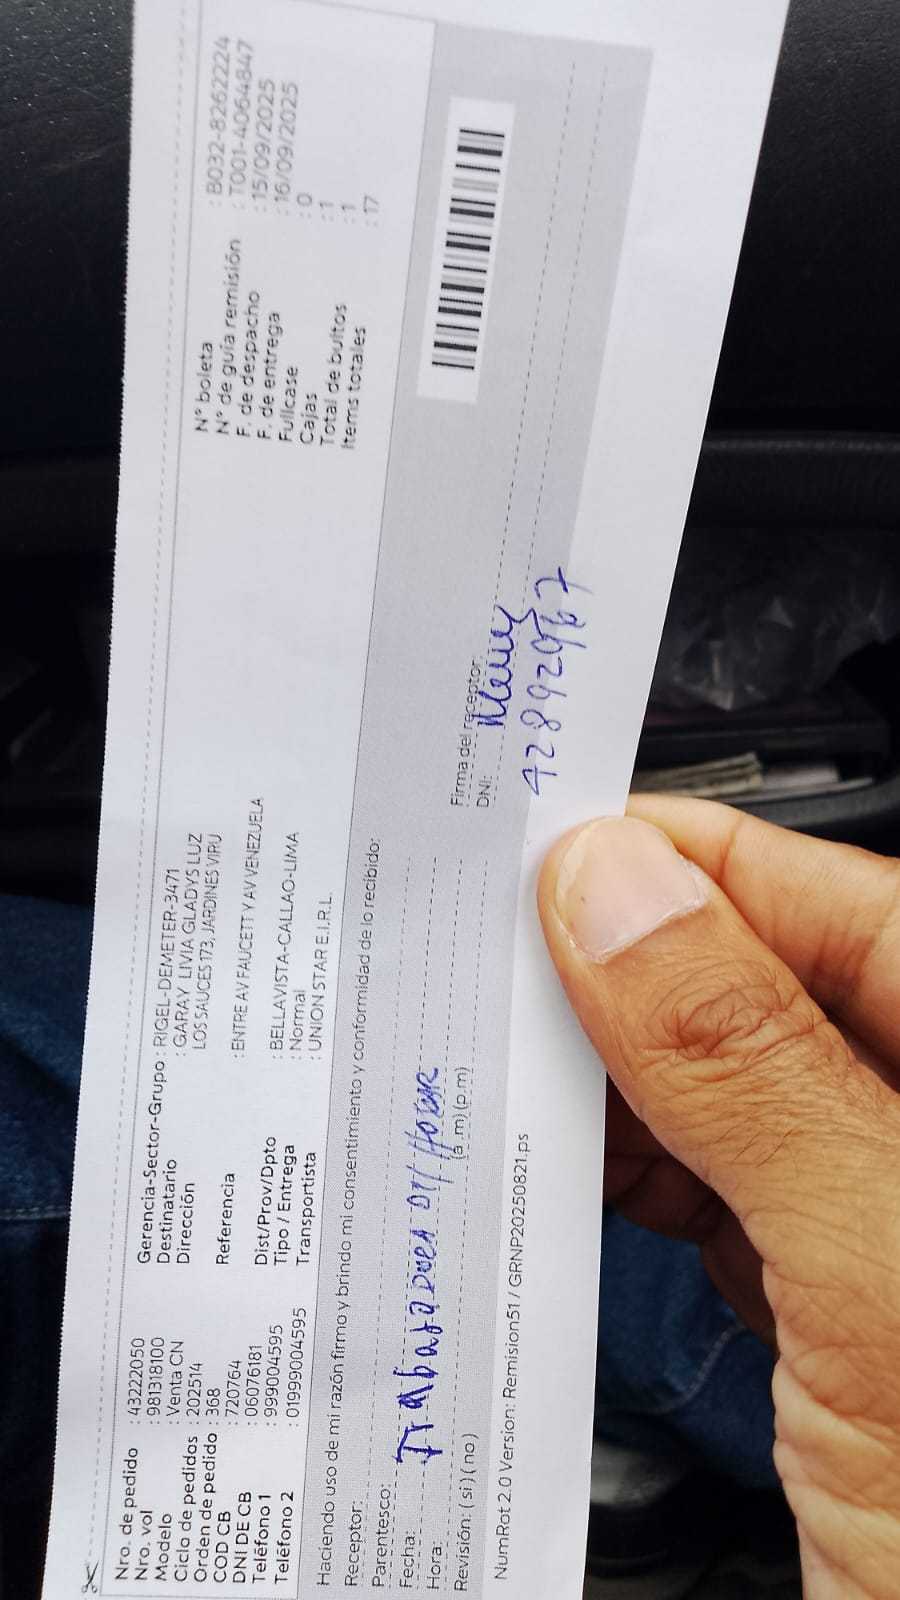 Nro. de pedido : 43222050
Nro. vol : 981318100
Modelo : Venta CN
Ciclo de pedidos : 202514
Orden de pedido : 368
COD CB : 720764
DNI DE CB : 06076181
Teléfono 1 : 999004595
Teléfono 2 : 01999004595
Gerencia-Sector-Grupo : RIGEL-DEMETER-3471
Destinatario : GARAY LIVIA GLADYS LUZ
Dirección LOS SAUCES 173, JARDINES VIRU
Referencia : ENTRE AV FAUCETT Y AV VENEZUELA
Dist/Prov/Dpto : BELLAVISTA-CALLAO-LIMA
Tipo / Entrega : Normal
Transportista : UNION STAR E.I.R.L.
N° boleta : B032-8262224
N° de guía remisión : T001-4064847
F. de despacho : 15/09/2025
F. de entrega : 16/09/2025
Fullcase : 0
Cajas : 1
Total de bultos : 1
Items totales : 17
Haciendo uso de mi razón firmo y brindo mi consentimiento y conformidad de lo recibido:
Receptor:
Parentesco:
Fecha:
Hora: (a.m) (p.m)
Revisión: ( si ) ( no )
Firma del receptor:
DNI:
42892967
NumRot 2.0 Version: Remision51 / GRNP20250821.ps